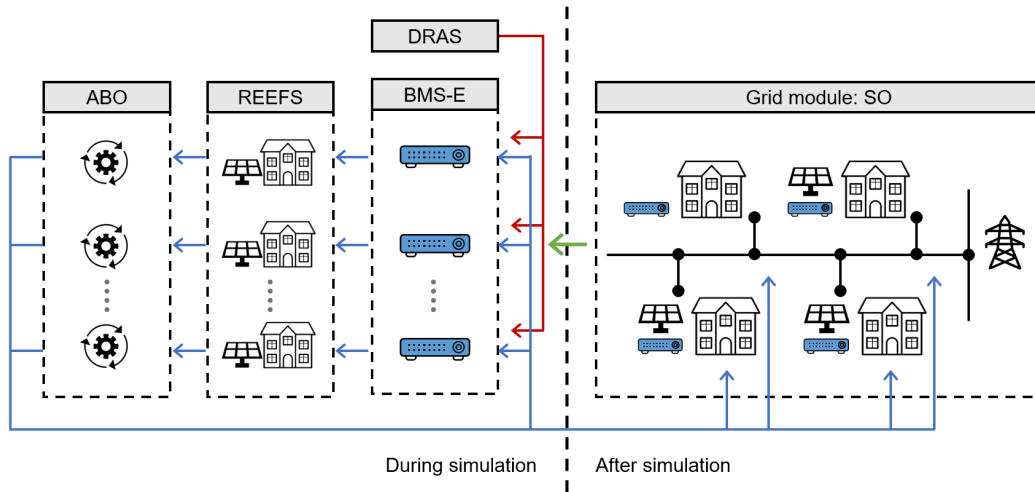 DRAS
ABO
REEFS
BMS-E
Grid module: SO
During simulation
After simulation